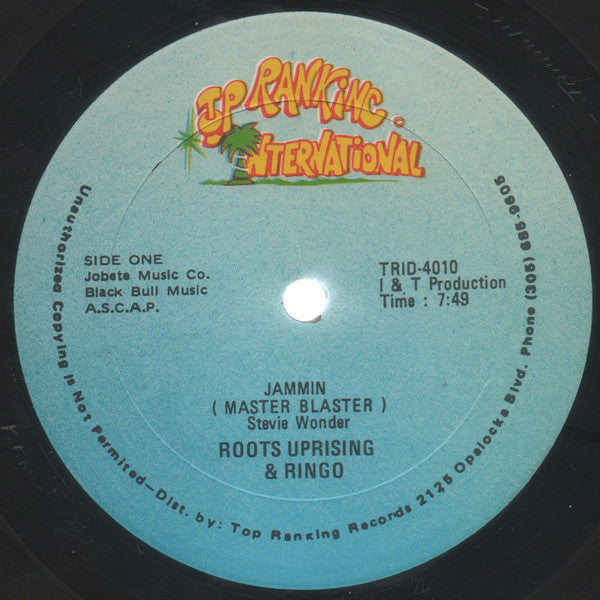 TOP RANKING
INTERNATIONAL
SIDE ONE
Jobete Music Co.
Black Bull Music
A.S.C.A.P.
TRID-4010
I & T Production
Time : 7:49
JAMMIN
( MASTER BLASTER )
Stevie Wonder
ROOTS UPRISING
& RINGO
Unauthorized Copying is Not Permited—Dist. by: Top Ranking Records 2125 Opalocka Blvd. Phone (305) 685-9605